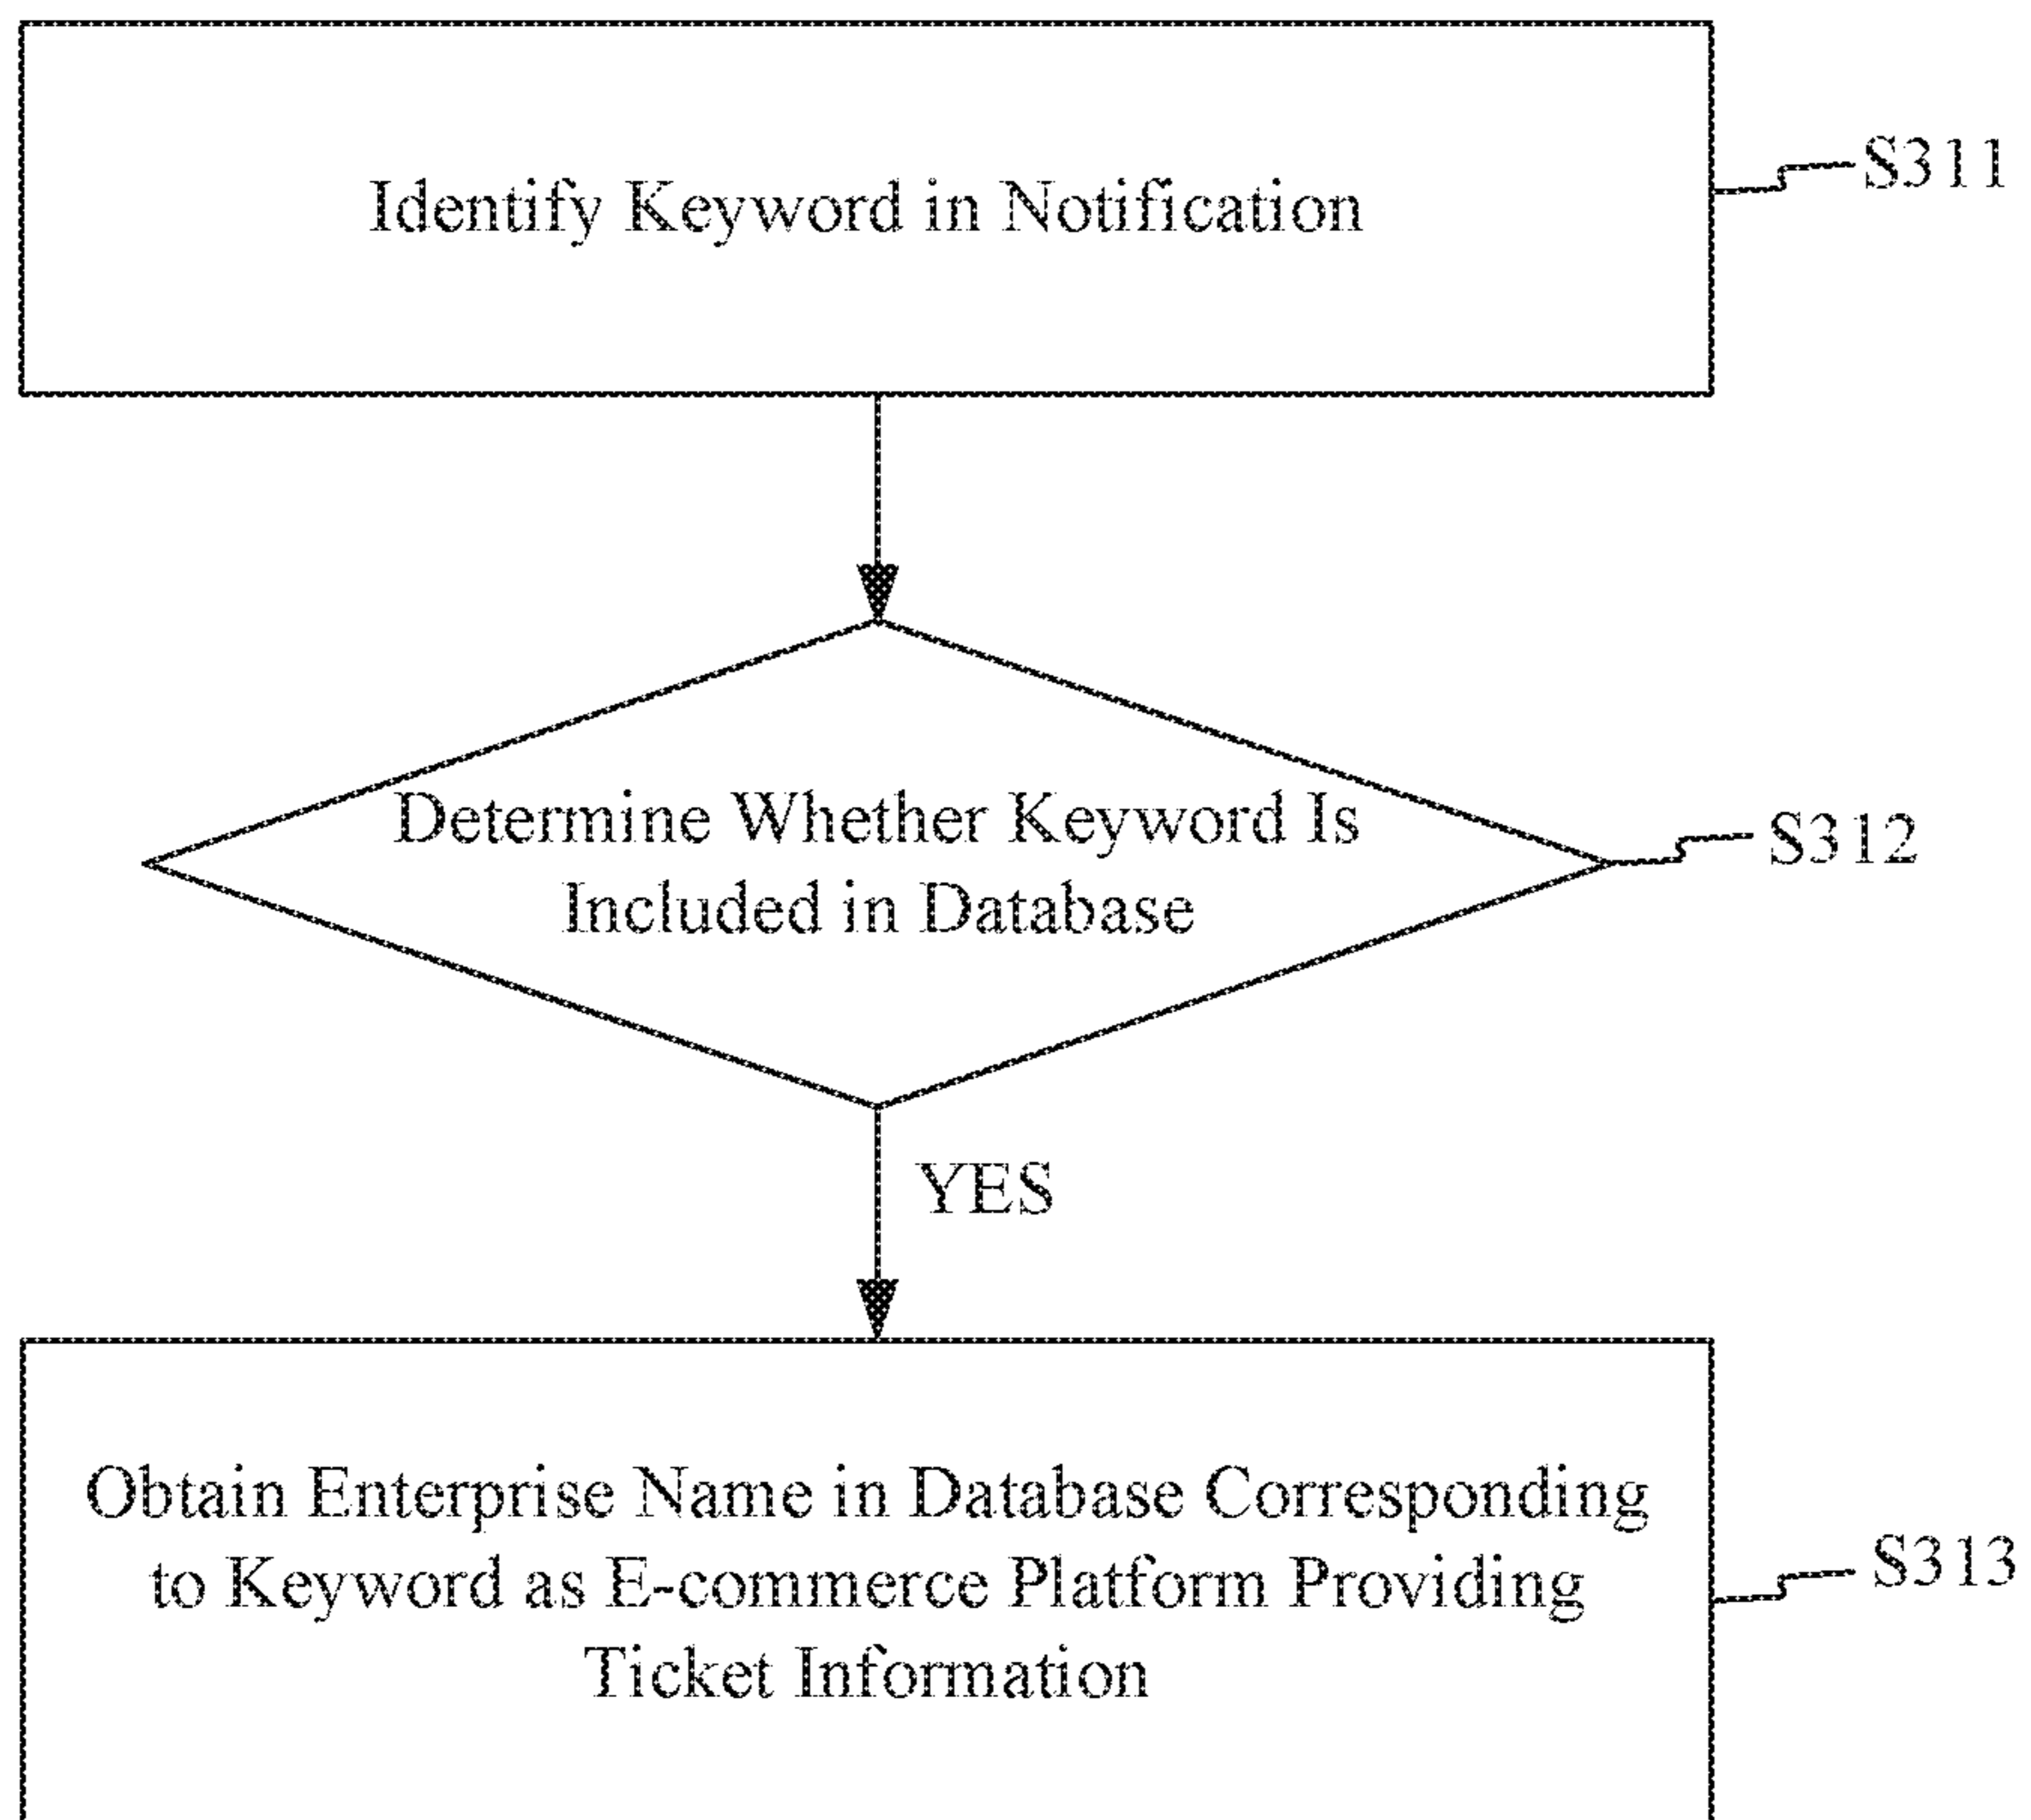 Identify Keyword in Notification
S311
Determine Whether Keyword Is
Included in Database
S312
YES
Obtain Enterprise Name in Database Corresponding
to Keyword as E-commerce Platform Providing
Ticket Information
S313